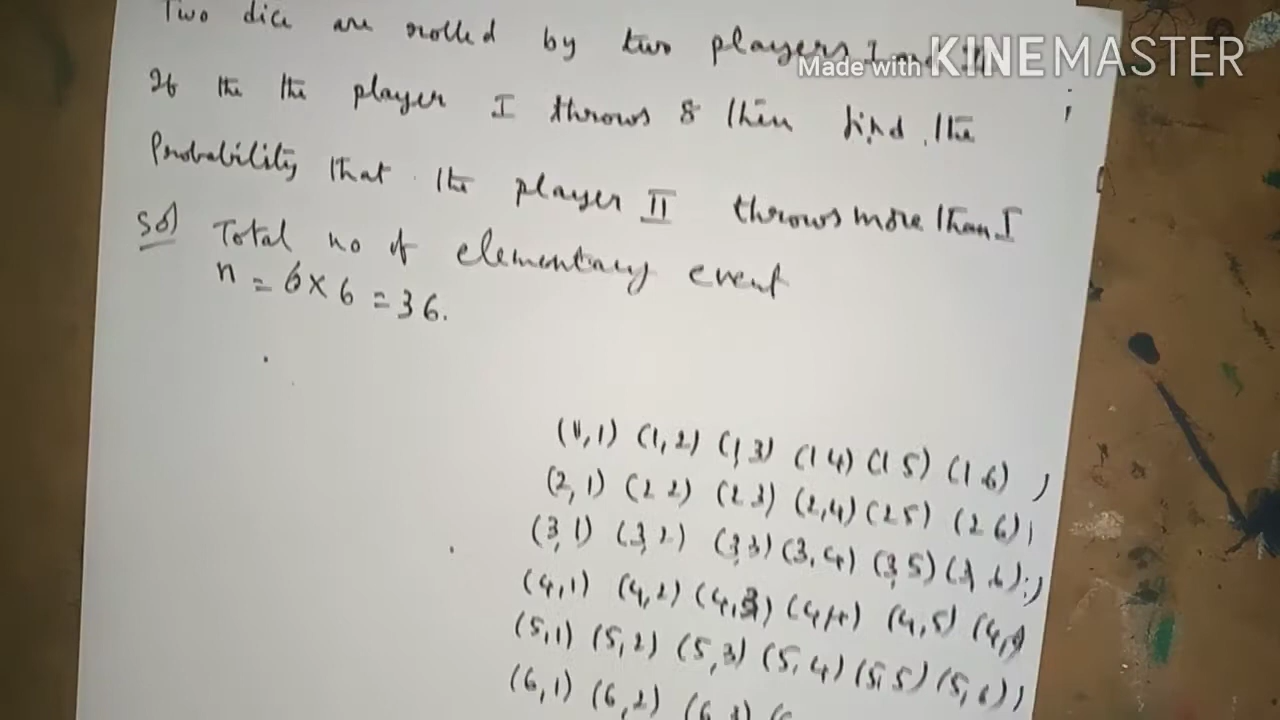 Two dice are rolled by two players I and II
Made with KINEMASTER
If the the player I throws 8 then find the
Probability that the player II throws more than I
Sol Total no of elementary event
n = 6 × 6 = 36.
(1,1) (1,2) (1,3) (1 4) (1 5) (1 6) ,
(2,1) (2 2) (2 3) (2,4) (2 5) (2 6) ,
(3,1) (3,2) (3,3) (3,4) (3,5) (3,6) ,
(4,1) (4,2) (4,3) (4,4) (4,5) (4,
(5,1) (5,2) (5,3) (5,4) (5,5) (5,6) ,
(6,1) (6,2) (6,3) (6